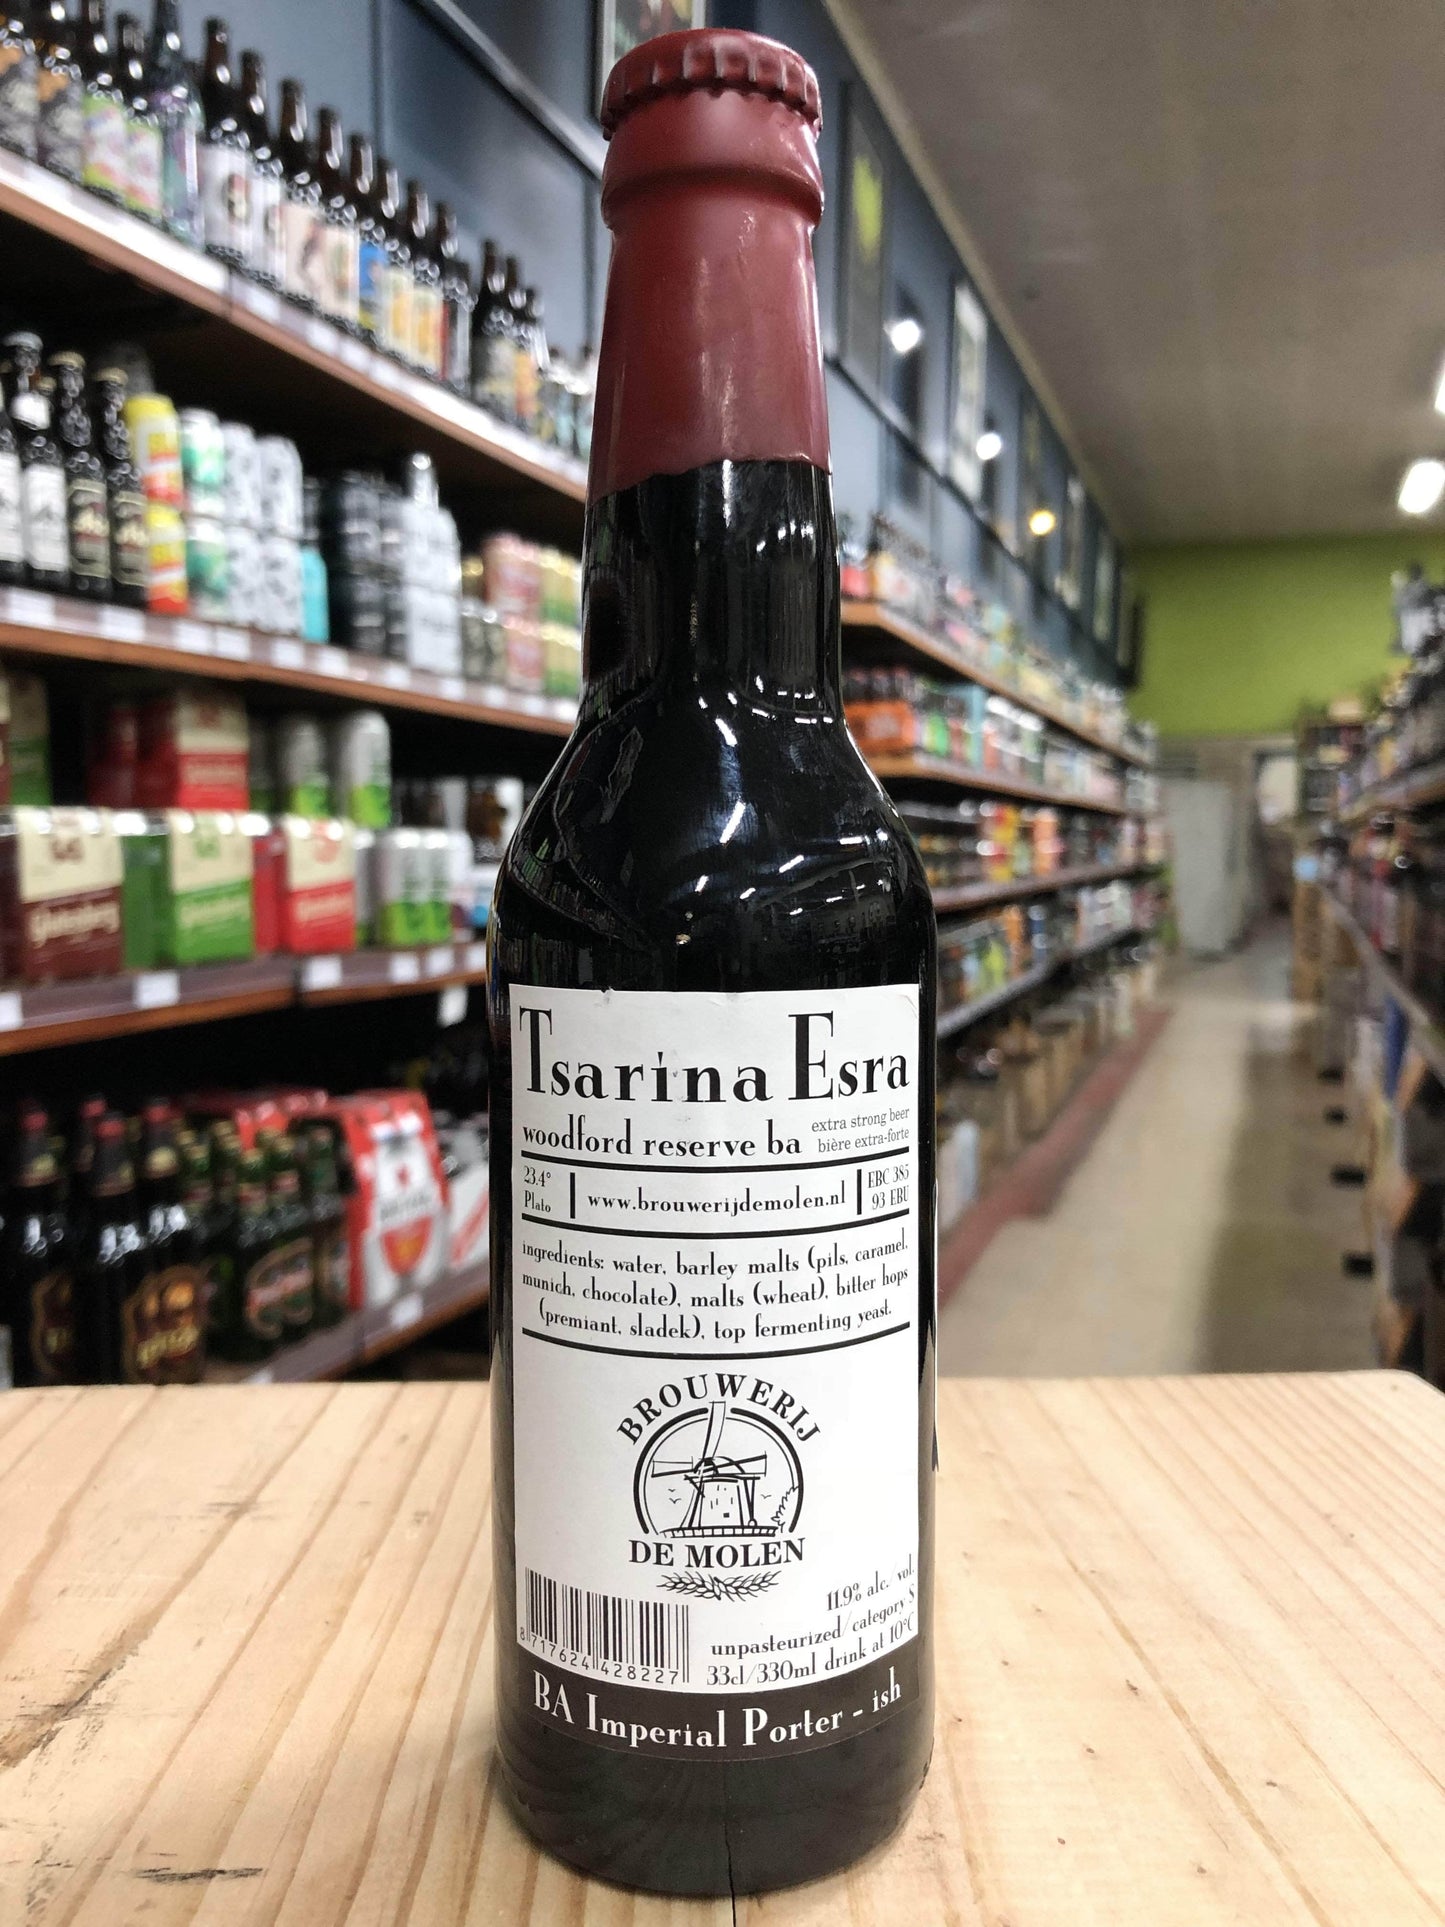 Tsarina Esra
woodford reserve ba
extra strong beer
bière extra-forte
23.4°
Plato
www.brouwerijdemolen.nl
EBC 385
93 EBU
ingredients: water, barley malts (pils, caramel,
munich, chocolate), malts (wheat), bitter hops
(premiant, sladek), top fermenting yeast.
BROUWERIJ
DE MOLEN
11.9% alc./vol.
unpasteurized/category S
33cl/330ml drink at 10°C
8 717624 428227
BA Imperial Porter - ish